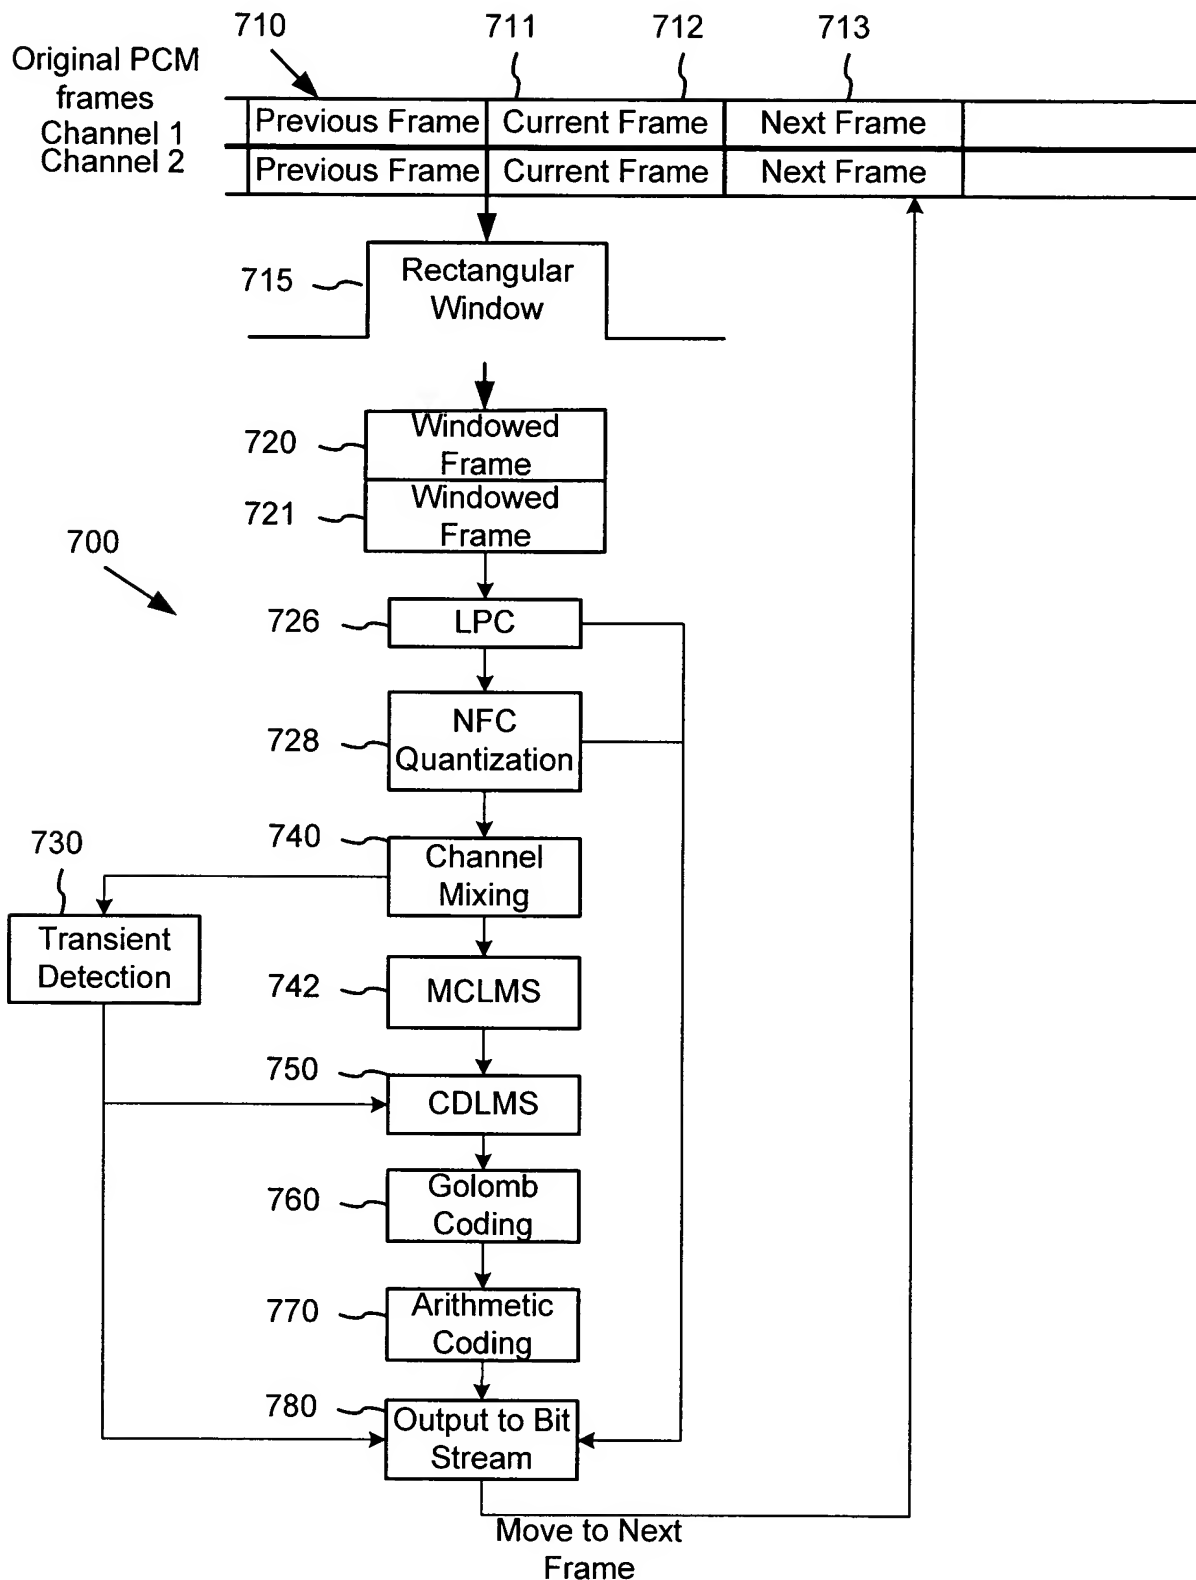 710
711
712
713
Original PCM
frames
Channel 1
Channel 2
Previous Frame
Current Frame
Next Frame
Previous Frame
Current Frame
Next Frame
715
Rectangular
Window
720
Windowed
Frame
721
Windowed
Frame
700
726
LPC
728
NFC
Quantization
740
Channel
Mixing
730
Transient
Detection
742
MCLMS
750
CDLMS
760
Golomb
Coding
770
Arithmetic
Coding
780
Output to Bit
Stream
Move to Next
Frame